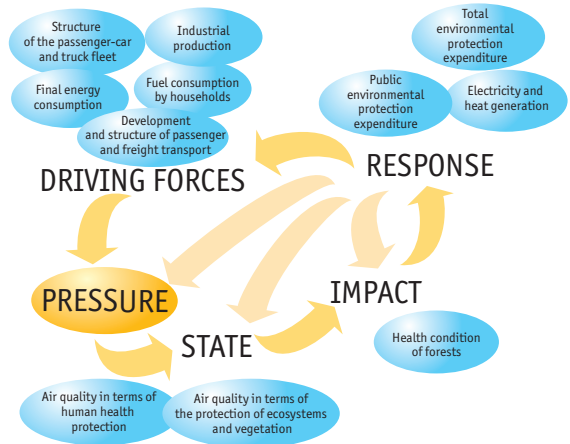 Structure
of the passenger-car
and truck fleet
Industrial
production
Final energy
consumption
Fuel consumption
by households
Development
and structure of passenger
and freight transport
DRIVING FORCES
Total
environmental
protection
expenditure
Public
environmental
protection
expenditure
Electricity and
heat generation
RESPONSE
PRESSURE
STATE
IMPACT
Health condition
of forests
Air quality in terms of
human health
protection
Air quality in terms of
the protection of ecosystems
and vegetation